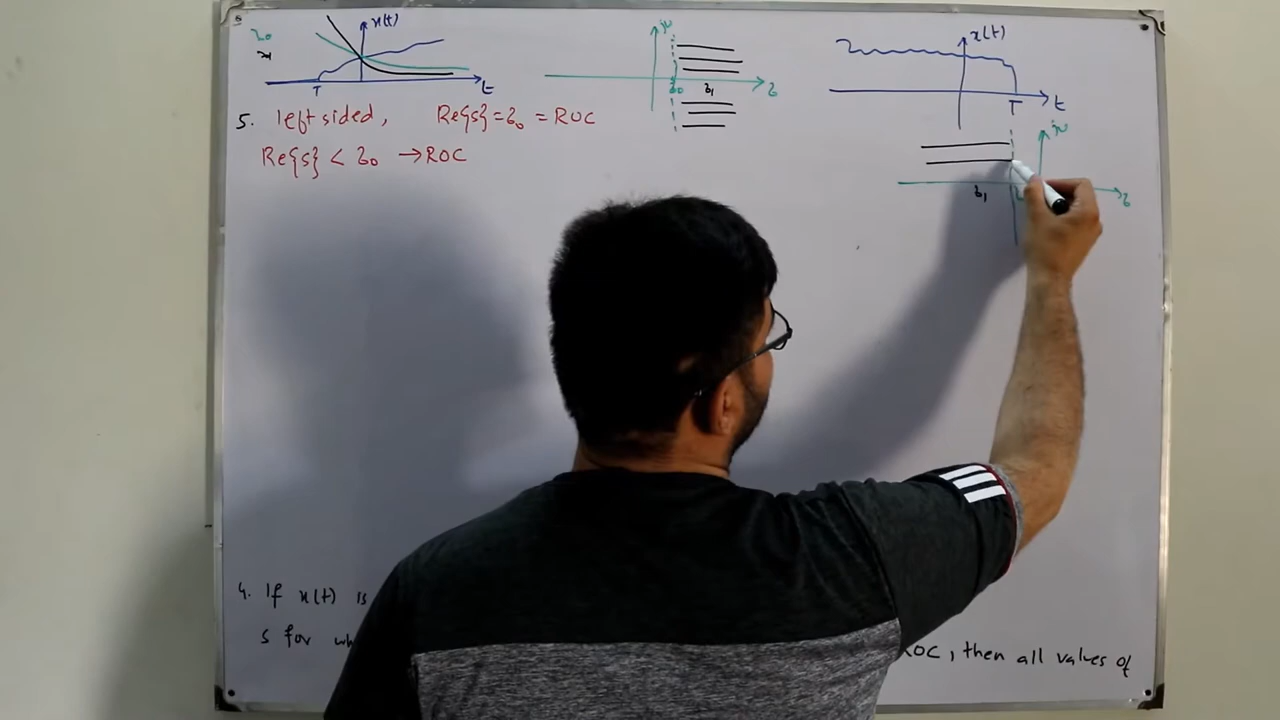 x(t)
jω
x(t)
σ₀
σ₁
t
T
σ₀
σ₁
σ
T
t
5. left sided, Re{s} = σ₀ = ROC
jω
Re{s} < σ₀ → ROC
σ₁
σ
4. If x(t) is
s for
ROC, then all values of